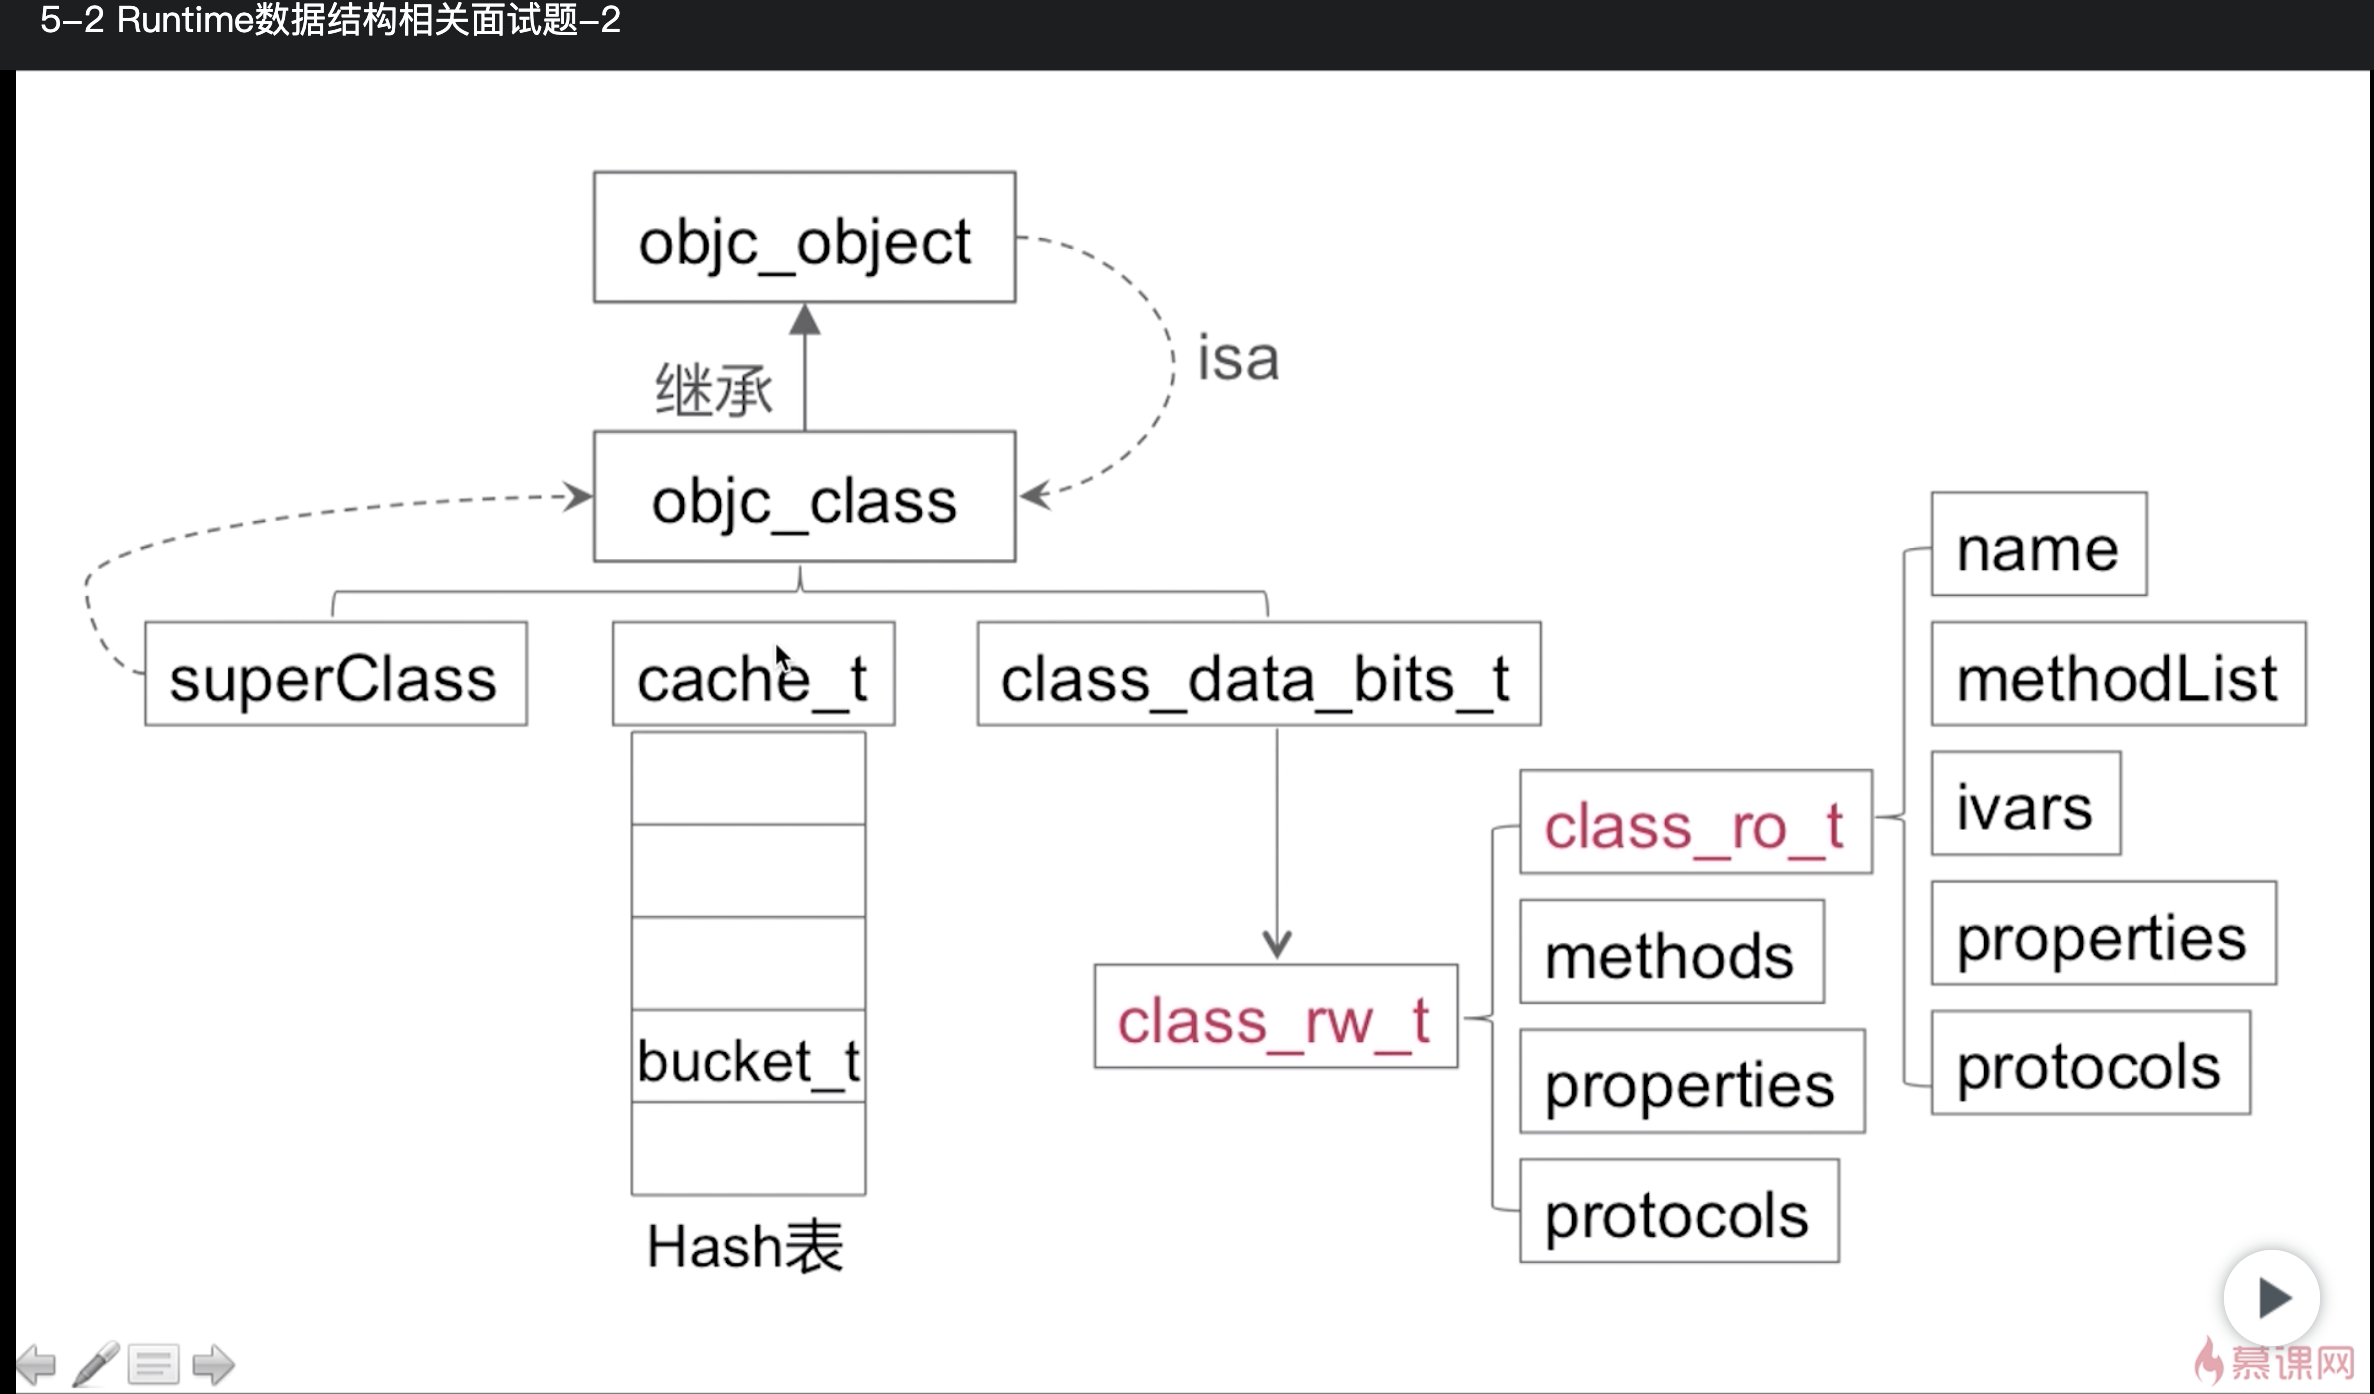 5-2 Runtime数据结构相关面试题-2
objc_object
isa
继承
objc_class
superClass
cache_t
class_data_bits_t
bucket_t
Hash表
class_rw_t
class_ro_t
methods
properties
protocols
name
methodList
ivars
properties
protocols
慕课网